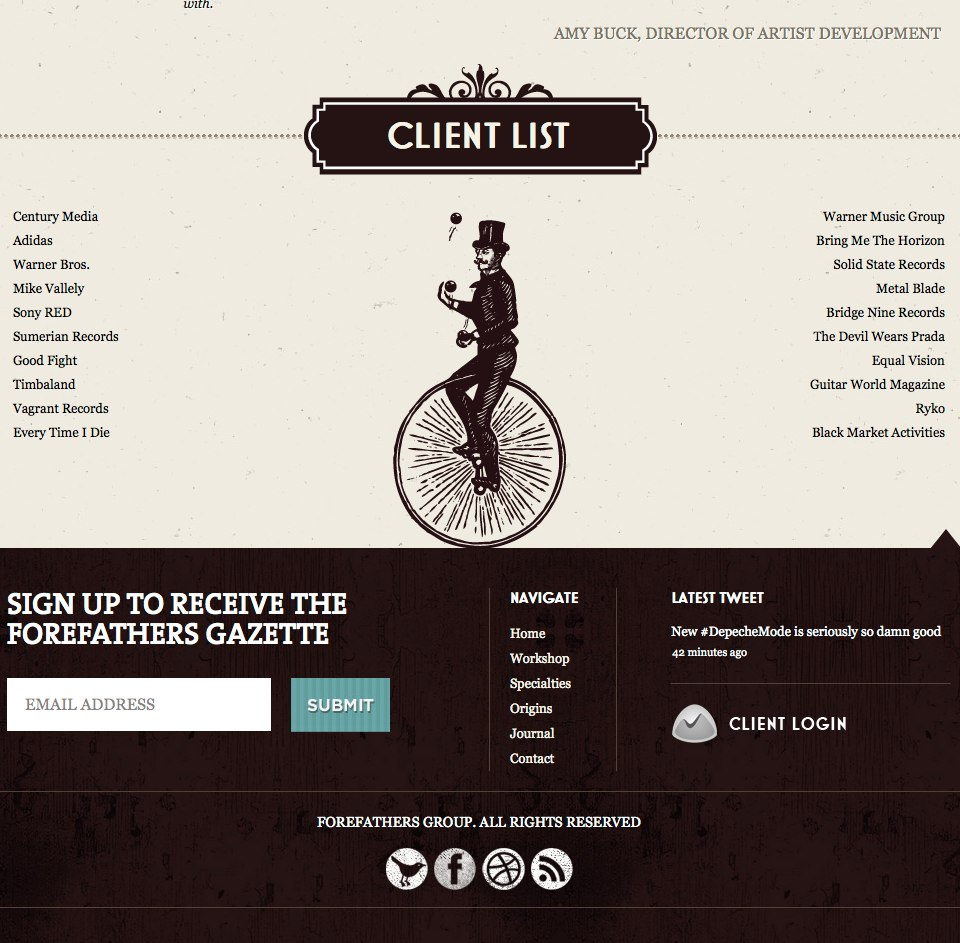 with.
AMY BUCK, DIRECTOR OF ARTIST DEVELOPMENT
CLIENT LIST
Century Media
Adidas
Warner Bros.
Mike Vallely
Sony RED
Sumerian Records
Good Fight
Timbaland
Vagrant Records
Every Time I Die
Warner Music Group
Bring Me The Horizon
Solid State Records
Metal Blade
Bridge Nine Records
The Devil Wears Prada
Equal Vision
Guitar World Magazine
Ryko
Black Market Activities
SIGN UP TO RECEIVE THE
FOREFATHERS GAZETTE
EMAIL ADDRESS
SUBMIT
NAVIGATE
Home
Workshop
Specialties
Origins
Journal
Contact
LATEST TWEET
New #DepecheMode is seriously so damn good
42 minutes ago
CLIENT LOGIN
FOREFATHERS GROUP. ALL RIGHTS RESERVED